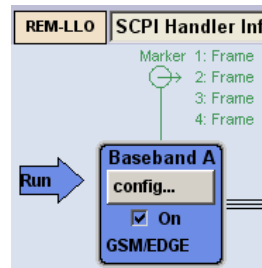 REM-LLO SCPI Handler Inf
Marker 1: Frame
2: Frame
3: Frame
4: Frame
Baseband A
Run
config...
On
GSM/EDGE